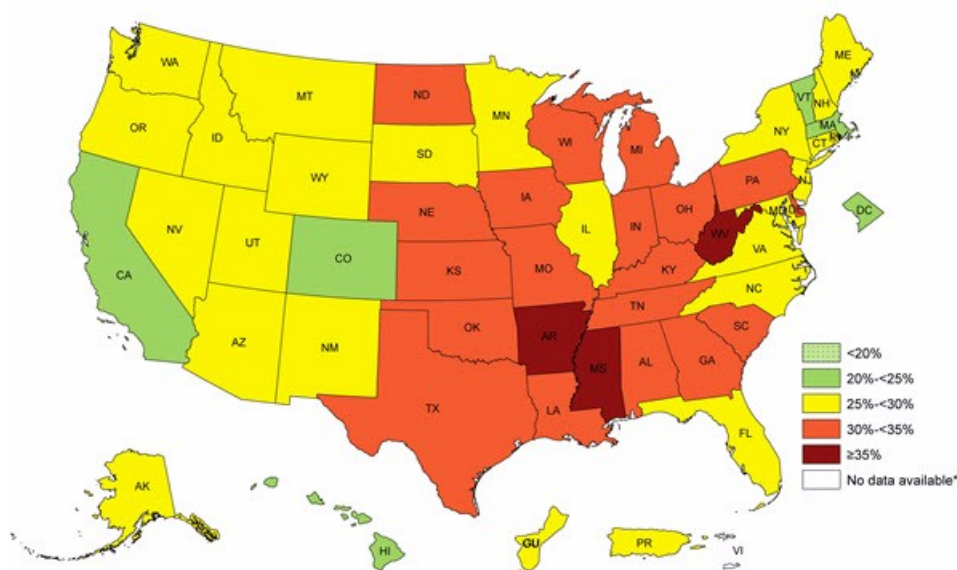 WA
MT
ND
MN
ME
VT
NH
MA
RI
CT
NY
OR
ID
SD
WI
MI
WY
PA
NJ
NE
IA
OH
MD
DE
DC
NV
UT
IL
IN
WV
CA
CO
VA
KS
MO
KY
NC
TN
OK
AZ
NM
AR
SC
MS
AL
GA
TX
LA
FL
AK
HI
GU
PR
VI
<20%
20%-<25%
25%-<30%
30%-<35%
≥35%
No data available*